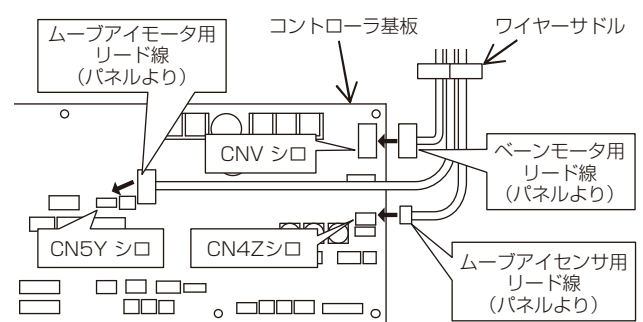 ムーブアイモータ用
リード線
（パネルより）
コントローラ基板
ワイヤーサドル
CNV シロ
ベーンモータ用
リード線
（パネルより）
CN5Y シロ
CN4Zシロ
ムーブアイセンサ用
リード線
（パネルより）